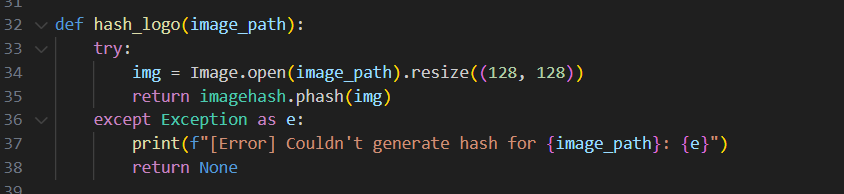 31
32 def hash_logo(image_path):
33     try:
34         img = Image.open(image_path).resize((128, 128))
35         return imagehash.phash(img)
36     except Exception as e:
37         print(f"[Error] Couldn't generate hash for {image_path}: {e}")
38         return None
39